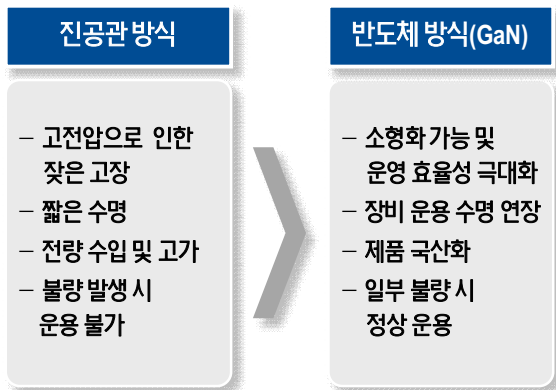 진공관 방식
– 고전압으로 인한
잦은 고장
– 짧은 수명
– 전량 수입 및 고가
– 불량 발생 시
운용 불가
반도체 방식(GaN)
– 소형화 가능 및
운영 효율성 극대화
– 장비 운용 수명 연장
– 제품 국산화
– 일부 불량 시
정상 운용